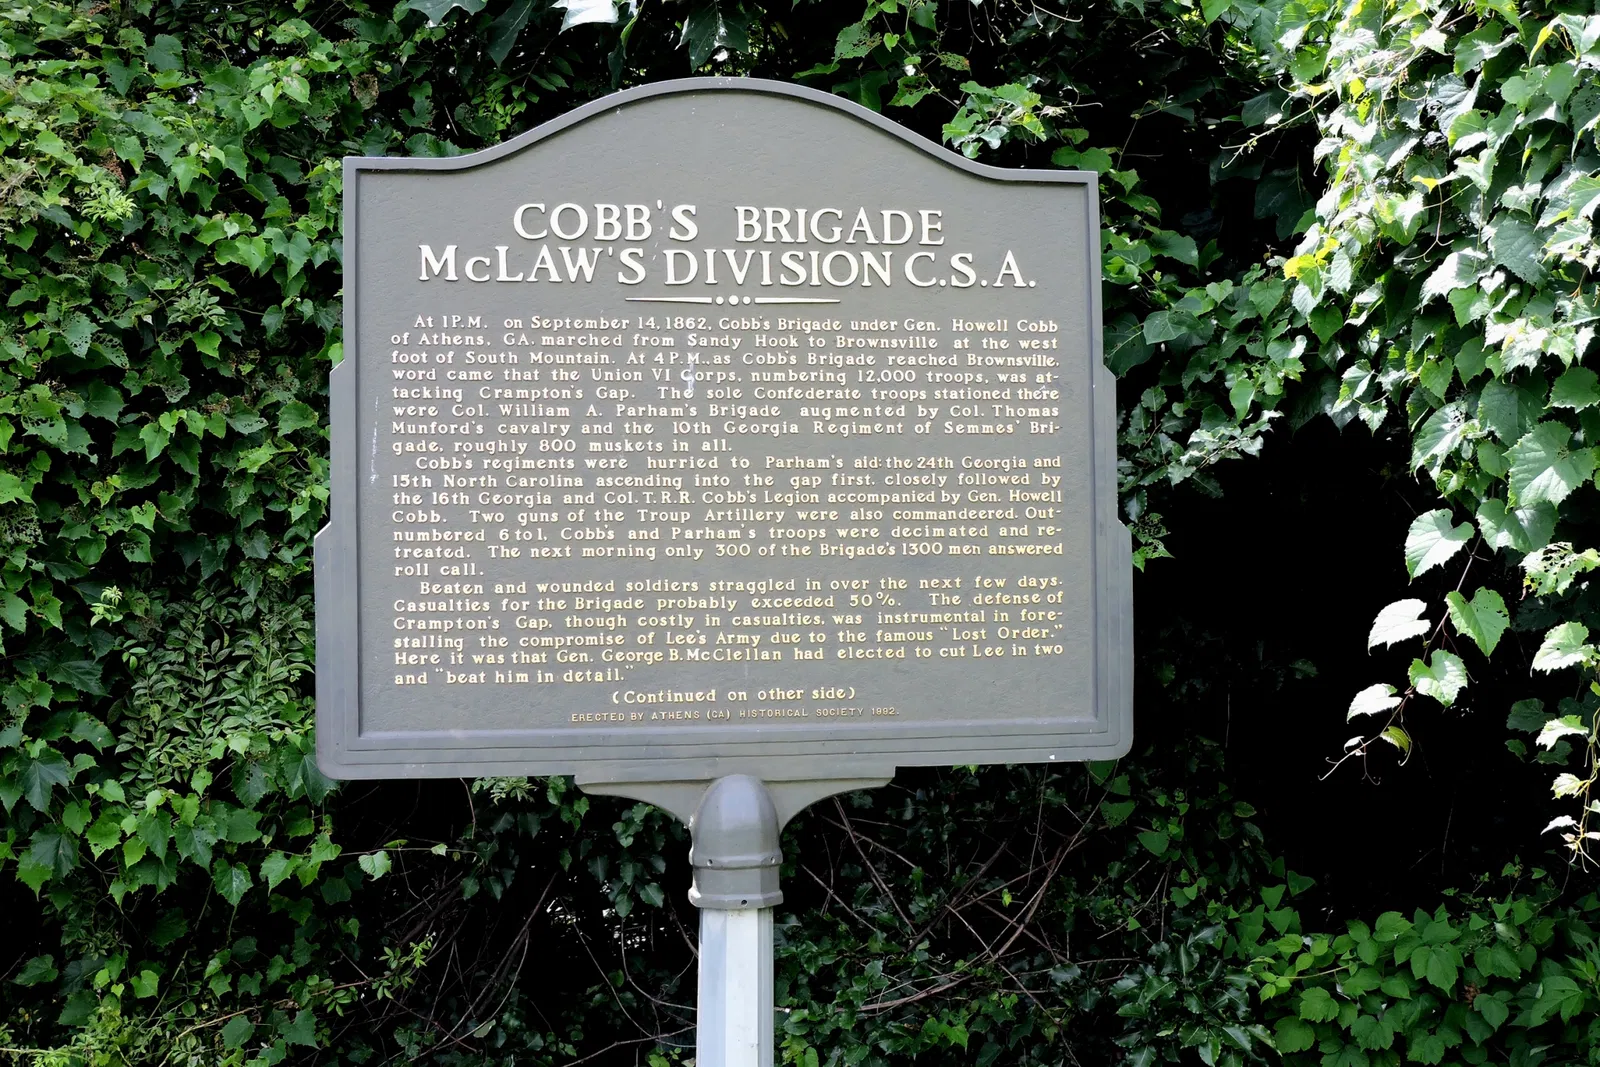 COBB'S BRIGADE
McLAW'S DIVISION C.S.A.
At 1P.M. on September 14, 1862, Cobb's Brigade under Gen. Howell Cobb
of Athens, GA. marched from Sandy Hook to Brownsville at the west
foot of South Mountain. At 4 P.M., as Cobb's Brigade reached Brownsville,
word came that the Union VI Corps, numbering 12,000 troops, was at-
tacking Crampton's Gap. The sole Confederate troops stationed there
were Col. William A. Parham's Brigade augmented by Col. Thomas
Munford's cavalry and the 10th Georgia Regiment of Semmes' Bri-
gade, roughly 800 muskets in all.
Cobb's regiments were hurried to Parham's aid: the 24th Georgia and
15th North Carolina ascending into the gap first, closely followed by
the 16th Georgia and Col. T.R.R. Cobb's Legion accompanied by Gen. Howell
Cobb. Two guns of the Troup Artillery were also commandeered. Out-
numbered 6 to 1, Cobb's and Parham's troops were decimated and re-
treated. The next morning only 300 of the Brigade's 1300 men answered
roll call.
Beaten and wounded soldiers straggled in over the next few days.
Casualties for the Brigade probably exceeded 50%. The defense of
Crampton's Gap, though costly in casualties, was instrumental in fore-
stalling the compromise of Lee's Army due to the famous "Lost Order."
Here it was that Gen. George B. McClellan had elected to cut Lee in two
and "beat him in detail."
(Continued on other side)
ERECTED BY ATHENS (GA) HISTORICAL SOCIETY 1992.